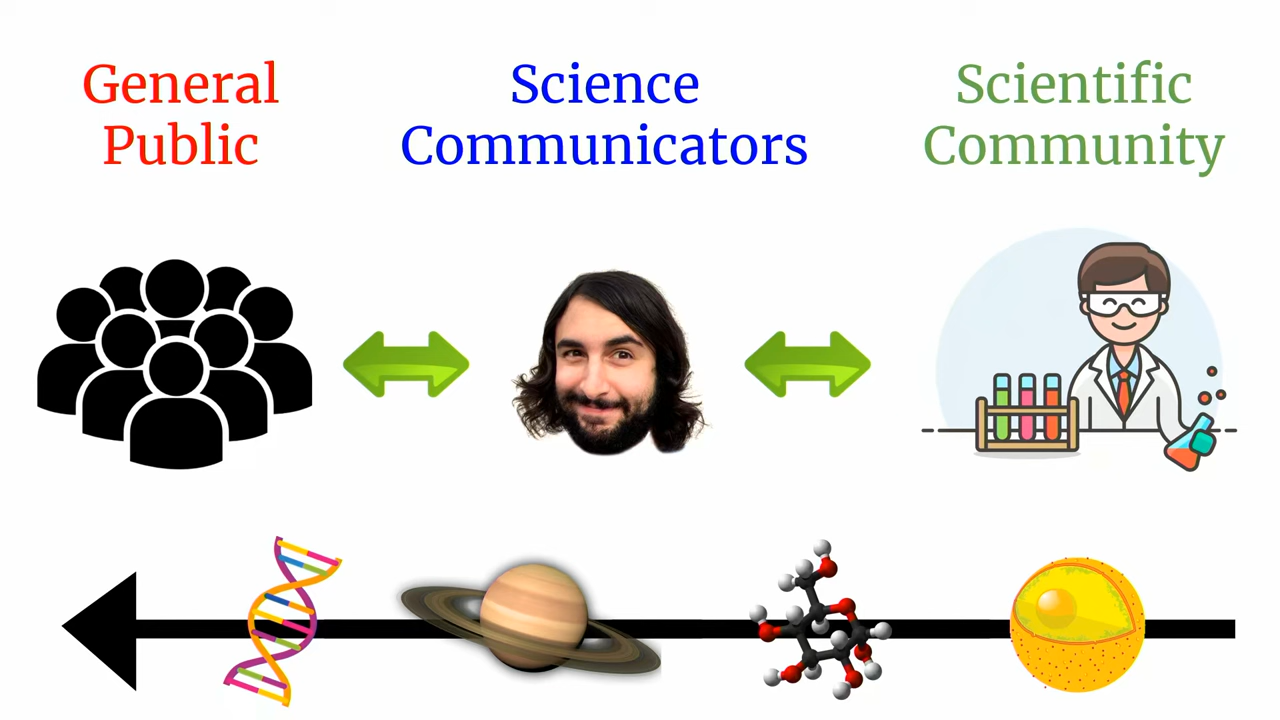 General
Public
Science
Communicators
Scientific
Community